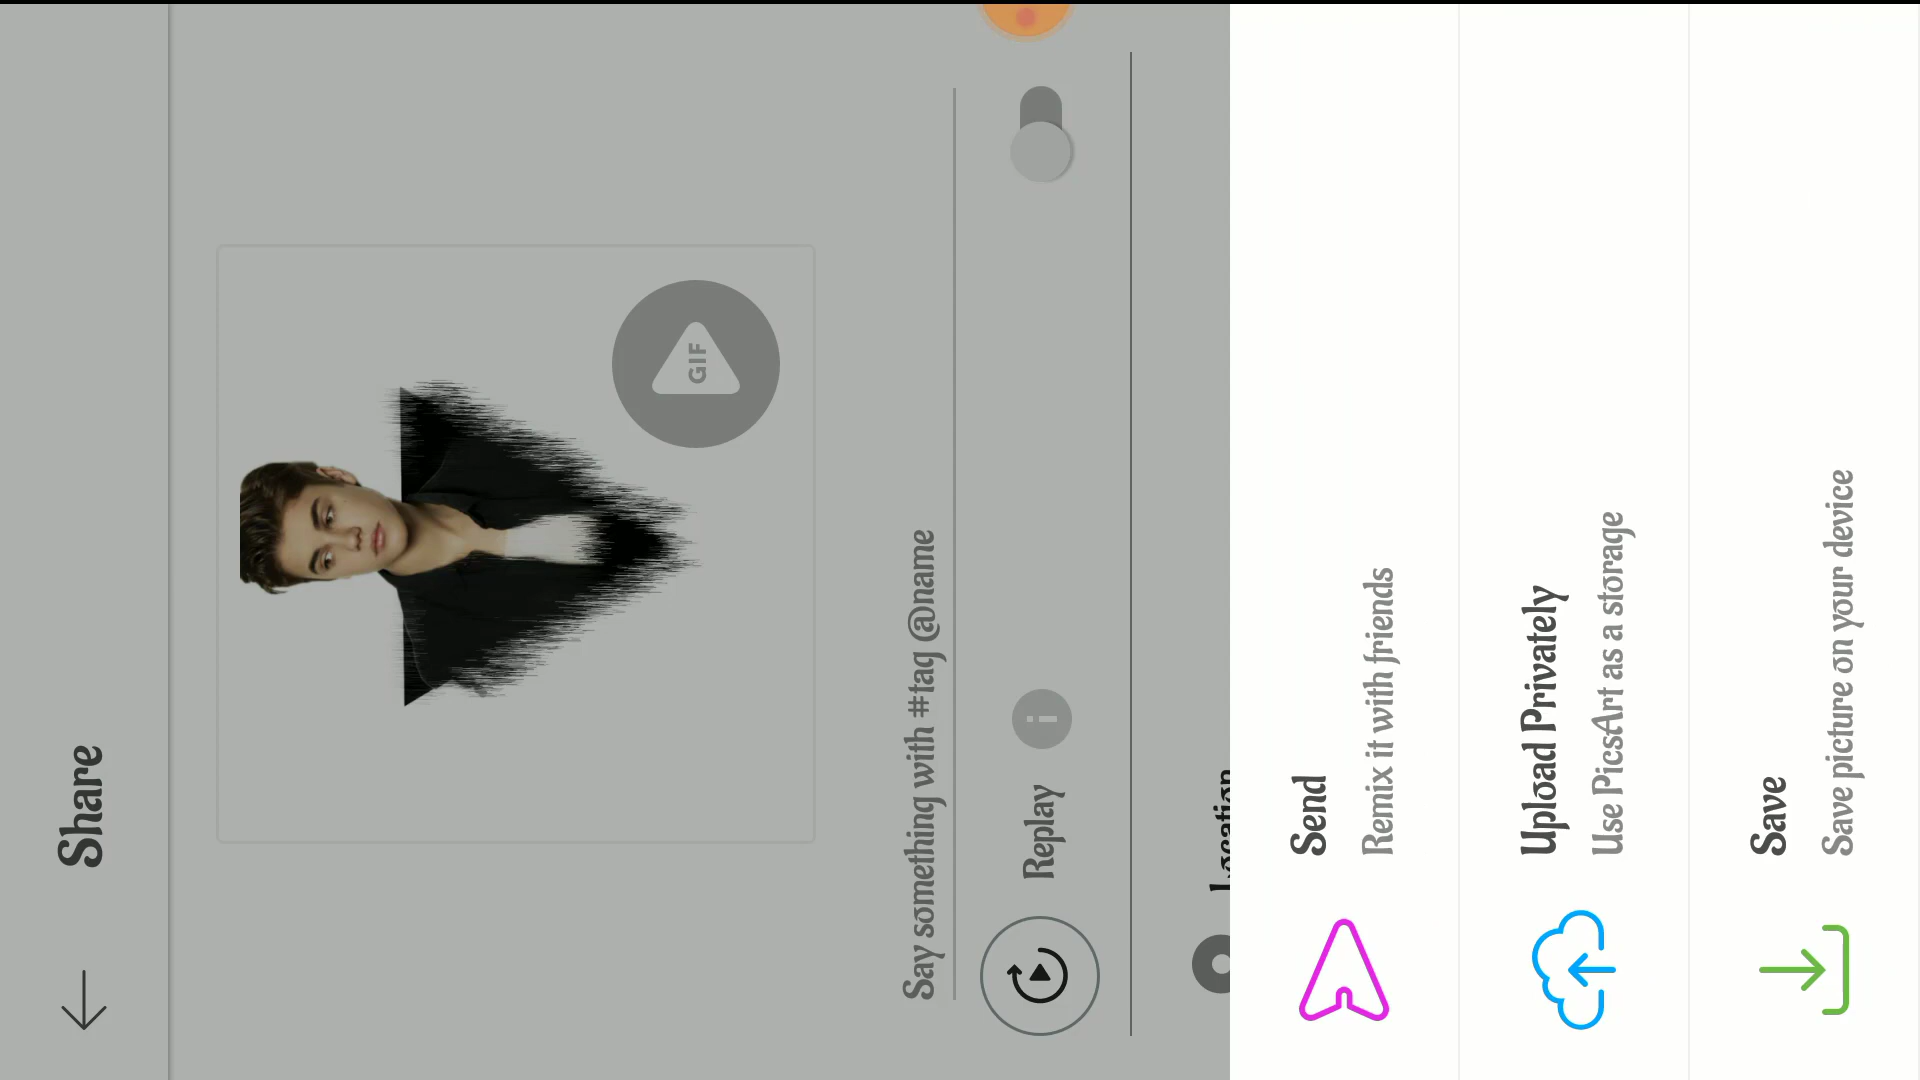 Share
GIF
Say something with #tag @name
Replay
Location
Send
Remix it with friends
Upload Privately
Use PicsArt as a storage
Save
Save picture on your device